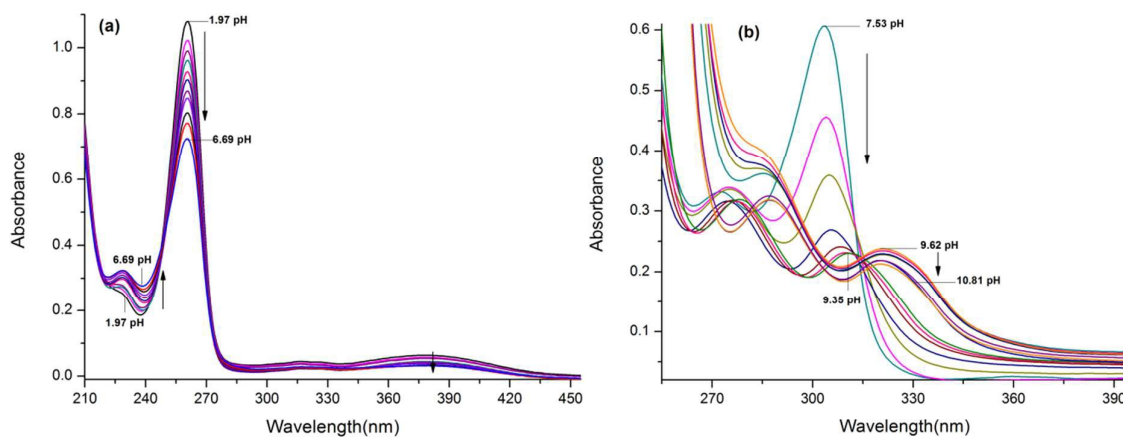 (a)
1.97 pH
6.69 pH
6.69 pH
1.97 pH
Absorbance
1.0
0.8
0.6
0.4
0.2
0.0
210 240 270 300 330 360 390 420 450
Wavelength(nm)
(b)
7.53 pH
9.62 pH
10.81 pH
9.35 pH
Absorbance
0.6
0.5
0.4
0.3
0.2
0.1
270 300 330 360 390
Wavelength(nm)